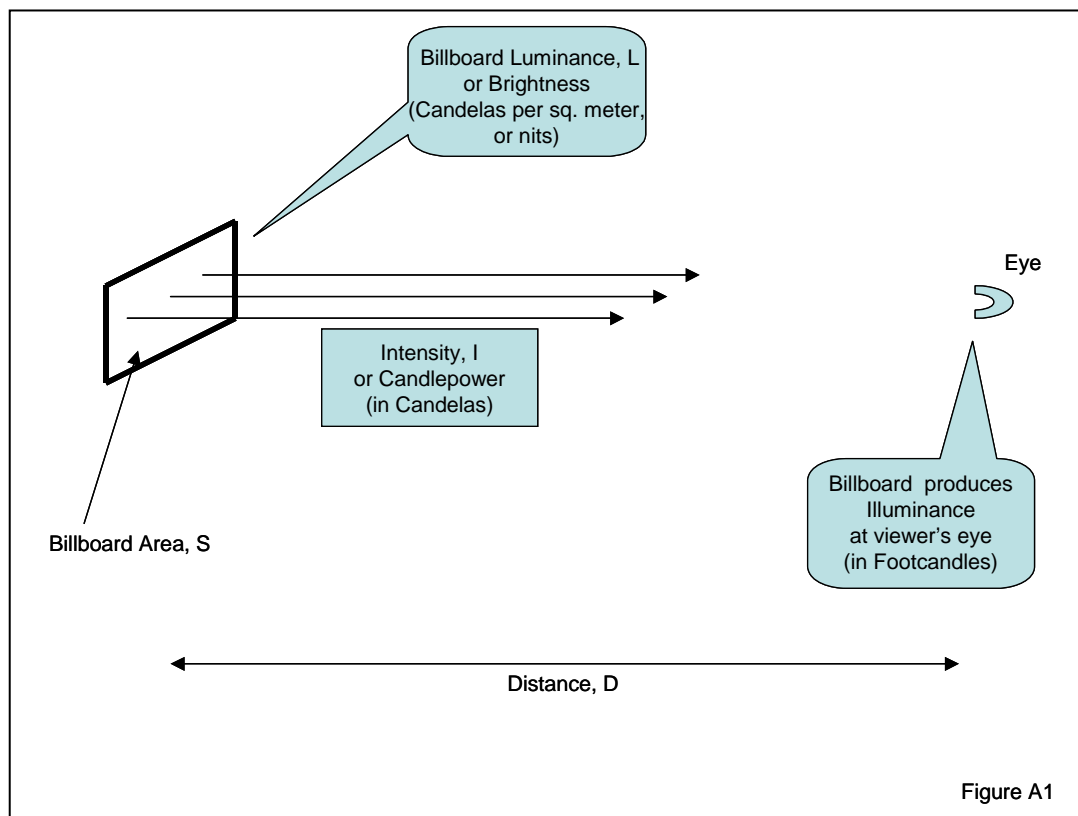 Billboard Luminance, L
or Brightness
(Candelas per sq. meter,
or nits)
Eye
Intensity, I
or Candlepower
(in Candelas)
Billboard produces
Illuminance
at viewer's eye
(in Footcandles)
Billboard Area, S
Distance, D
Figure A1